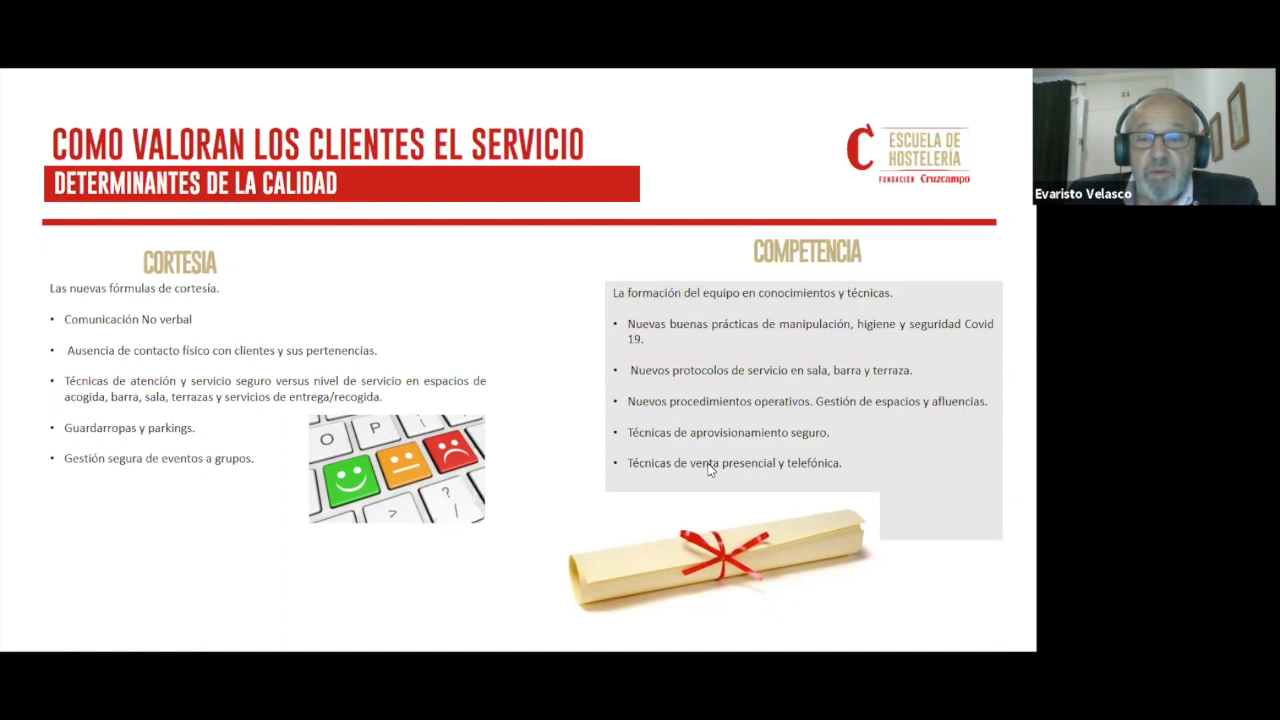 COMO VALORAN LOS CLIENTES EL SERVICIO
DETERMINANTES DE LA CALIDAD
C ESCUELA DE
HOSTELERÍA
FUNDACIÓN Cruzcampo
Evaristo Velasco
CORTESIA
Las nuevas fórmulas de cortesía.
• Comunicación No verbal
• Ausencia de contacto físico con clientes y sus pertenencias.
• Técnicas de atención y servicio seguro versus nivel de servicio en espacios de
acogida, barra, sala, terrazas y servicios de entrega/recogida.
• Guardarropas y parkings.
• Gestión segura de eventos a grupos.
O P
> ? /
COMPETENCIA
La formación del equipo en conocimientos y técnicas.
• Nuevas buenas prácticas de manipulación, higiene y seguridad Covid
19.
• Nuevos protocolos de servicio en sala, barra y terraza.
• Nuevos procedimientos operativos. Gestión de espacios y afluencias.
• Técnicas de aprovisionamiento seguro.
• Técnicas de venta presencial y telefónica.